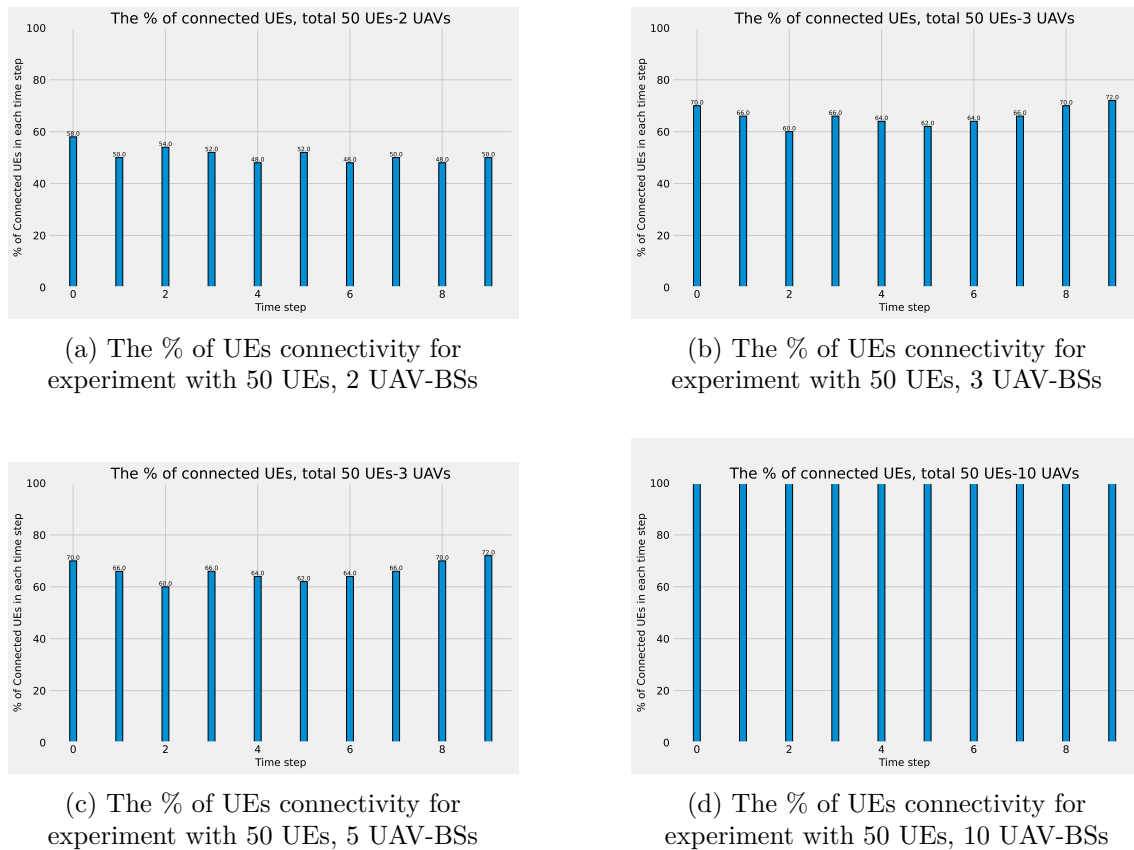 The % of connected UEs, total 50 UEs-2 UAVs
% of Connected UEs in each time step
100
80
60
40
20
0
58.0
50.0
54.0
52.0
48.0
52.0
48.0
50.0
48.0
50.0
0 2 4 6 8
Time step
(a) The % of UEs connectivity for
experiment with 50 UEs, 2 UAV-BSs
The % of connected UEs, total 50 UEs-3 UAVs
% of Connected UEs in each time step
100
80
60
40
20
0
70.0
66.0
60.0
66.0
64.0
62.0
64.0
66.0
70.0
72.0
0 2 4 6 8
Time step
(b) The % of UEs connectivity for
experiment with 50 UEs, 3 UAV-BSs
The % of connected UEs, total 50 UEs-3 UAVs
% of Connected UEs in each time step
100
80
60
40
20
0
70.0
66.0
60.0
66.0
64.0
62.0
64.0
66.0
70.0
72.0
0 2 4 6 8
Time step
(c) The % of UEs connectivity for
experiment with 50 UEs, 5 UAV-BSs
The % of connected UEs, total 50 UEs-10 UAVs
% of Connected UEs in each time step
100
80
60
40
20
0
0 2 4 6 8
Time step
(d) The % of UEs connectivity for
experiment with 50 UEs, 10 UAV-BSs